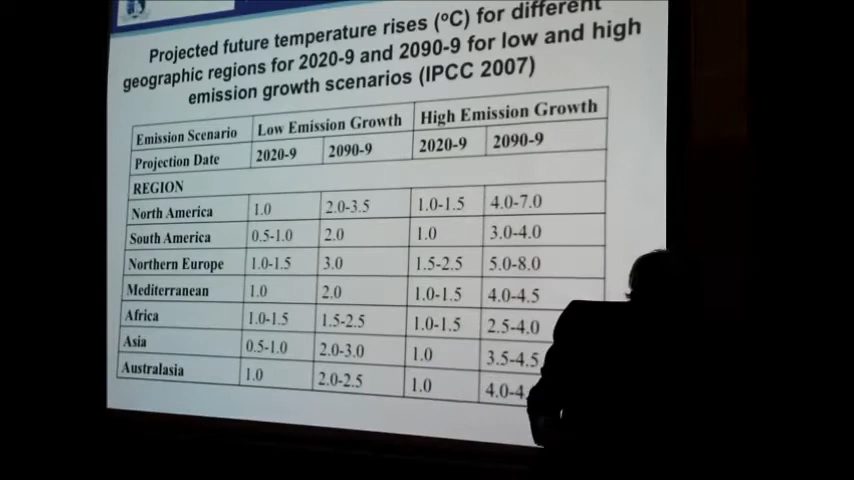 Projected future temperature rises (ºC) for different
geographic regions for 2020-9 and 2090-9 for low and high
emission growth scenarios (IPCC 2007)
Emission Scenario Low Emission Growth High Emission Growth
Projection Date 2020-9 2090-9 2020-9 2090-9
REGION
North America 1.0 2.0-3.5 1.0-1.5 4.0-7.0
South America 0.5-1.0 2.0 1.0 3.0-4.0
Northern Europe 1.0-1.5 3.0 1.5-2.5 5.0-8.0
Mediterranean 1.0 2.0 1.0-1.5 4.0-4.5
Africa 1.0-1.5 1.5-2.5 1.0-1.5 2.5-4.0
Asia 0.5-1.0 2.0-3.0 1.0 3.5-4.5
Australasia 1.0 2.0-2.5 1.0